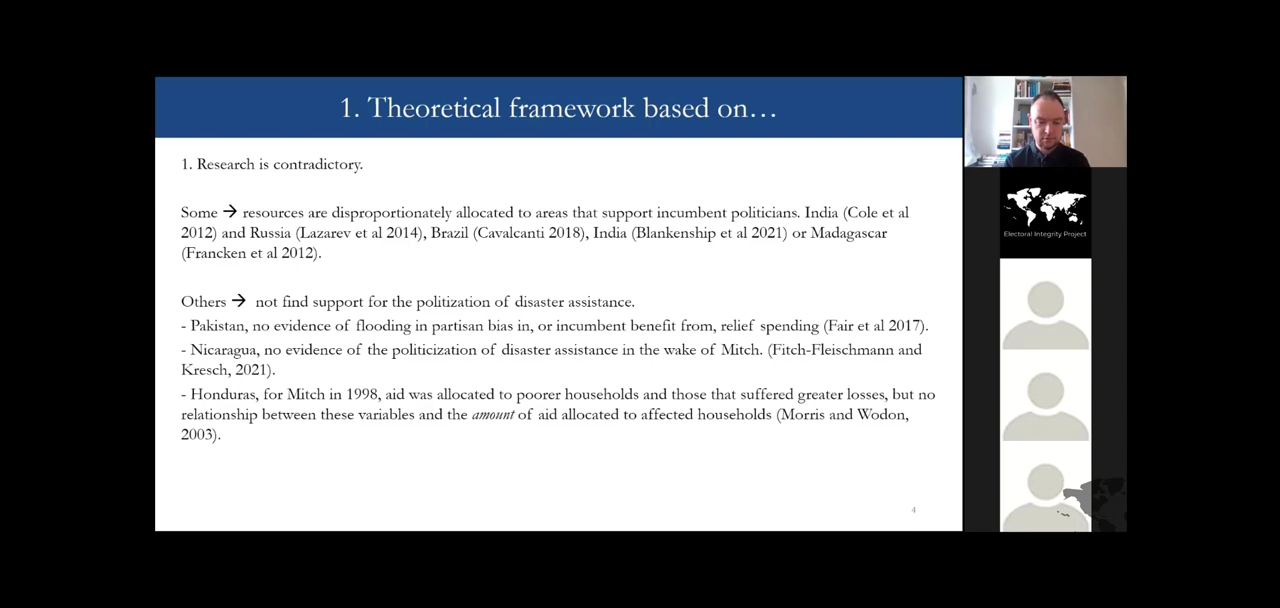 1. Theoretical framework based on…
1. Research is contradictory.
Some → resources are disproportionately allocated to areas that support incumbent politicians. India (Cole et al
2012) and Russia (Lazarev et al 2014), Brazil (Cavalcanti 2018), India (Blankenship et al 2021) or Madagascar
(Francken et al 2012).
Others → not find support for the politization of disaster assistance.
- Pakistan, no evidence of flooding in partisan bias in, or incumbent benefit from, relief spending (Fair et al 2017).
- Nicaragua, no evidence of the politicization of disaster assistance in the wake of Mitch. (Fitch-Fleischmann and
Kresch, 2021).
- Honduras, for Mitch in 1998, aid was allocated to poorer households and those that suffered greater losses, but no
relationship between these variables and the amount of aid allocated to affected households (Morris and Wodon,
2003).
4
Electoral Integrity Project